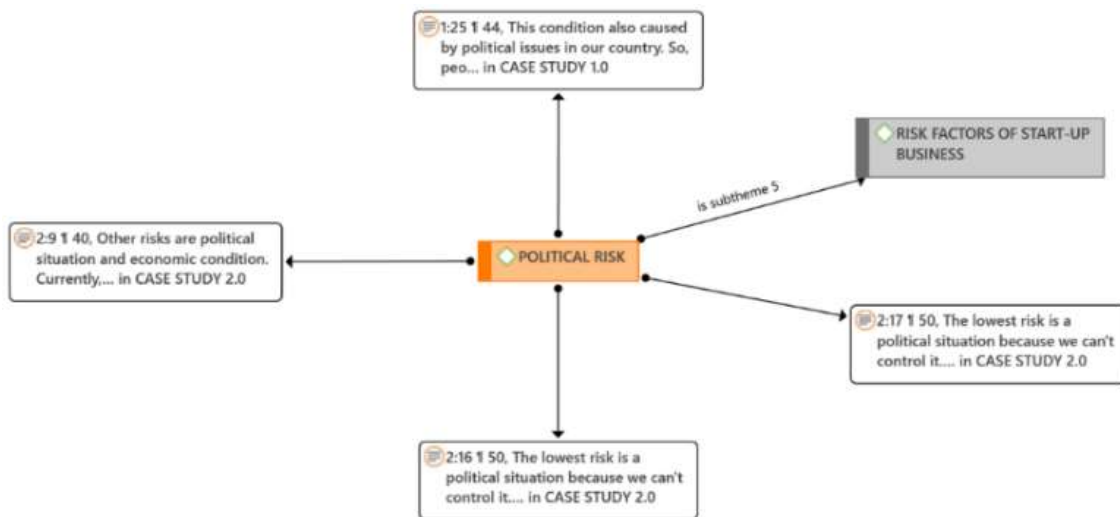 1:25 ¶ 44, This condition also caused
by political issues in our country. So,
peo... in CASE STUDY 1.0
RISK FACTORS OF START-UP
BUSINESS
is subtheme 5
2:9 ¶ 40, Other risks are political
situation and economic condition.
Currently,... in CASE STUDY 2.0
POLITICAL RISK
2:17 ¶ 50, The lowest risk is a
political situation because we can't
control it.... in CASE STUDY 2.0
2:16 ¶ 50, The lowest risk is a
political situation because we can't
control it.... in CASE STUDY 2.0